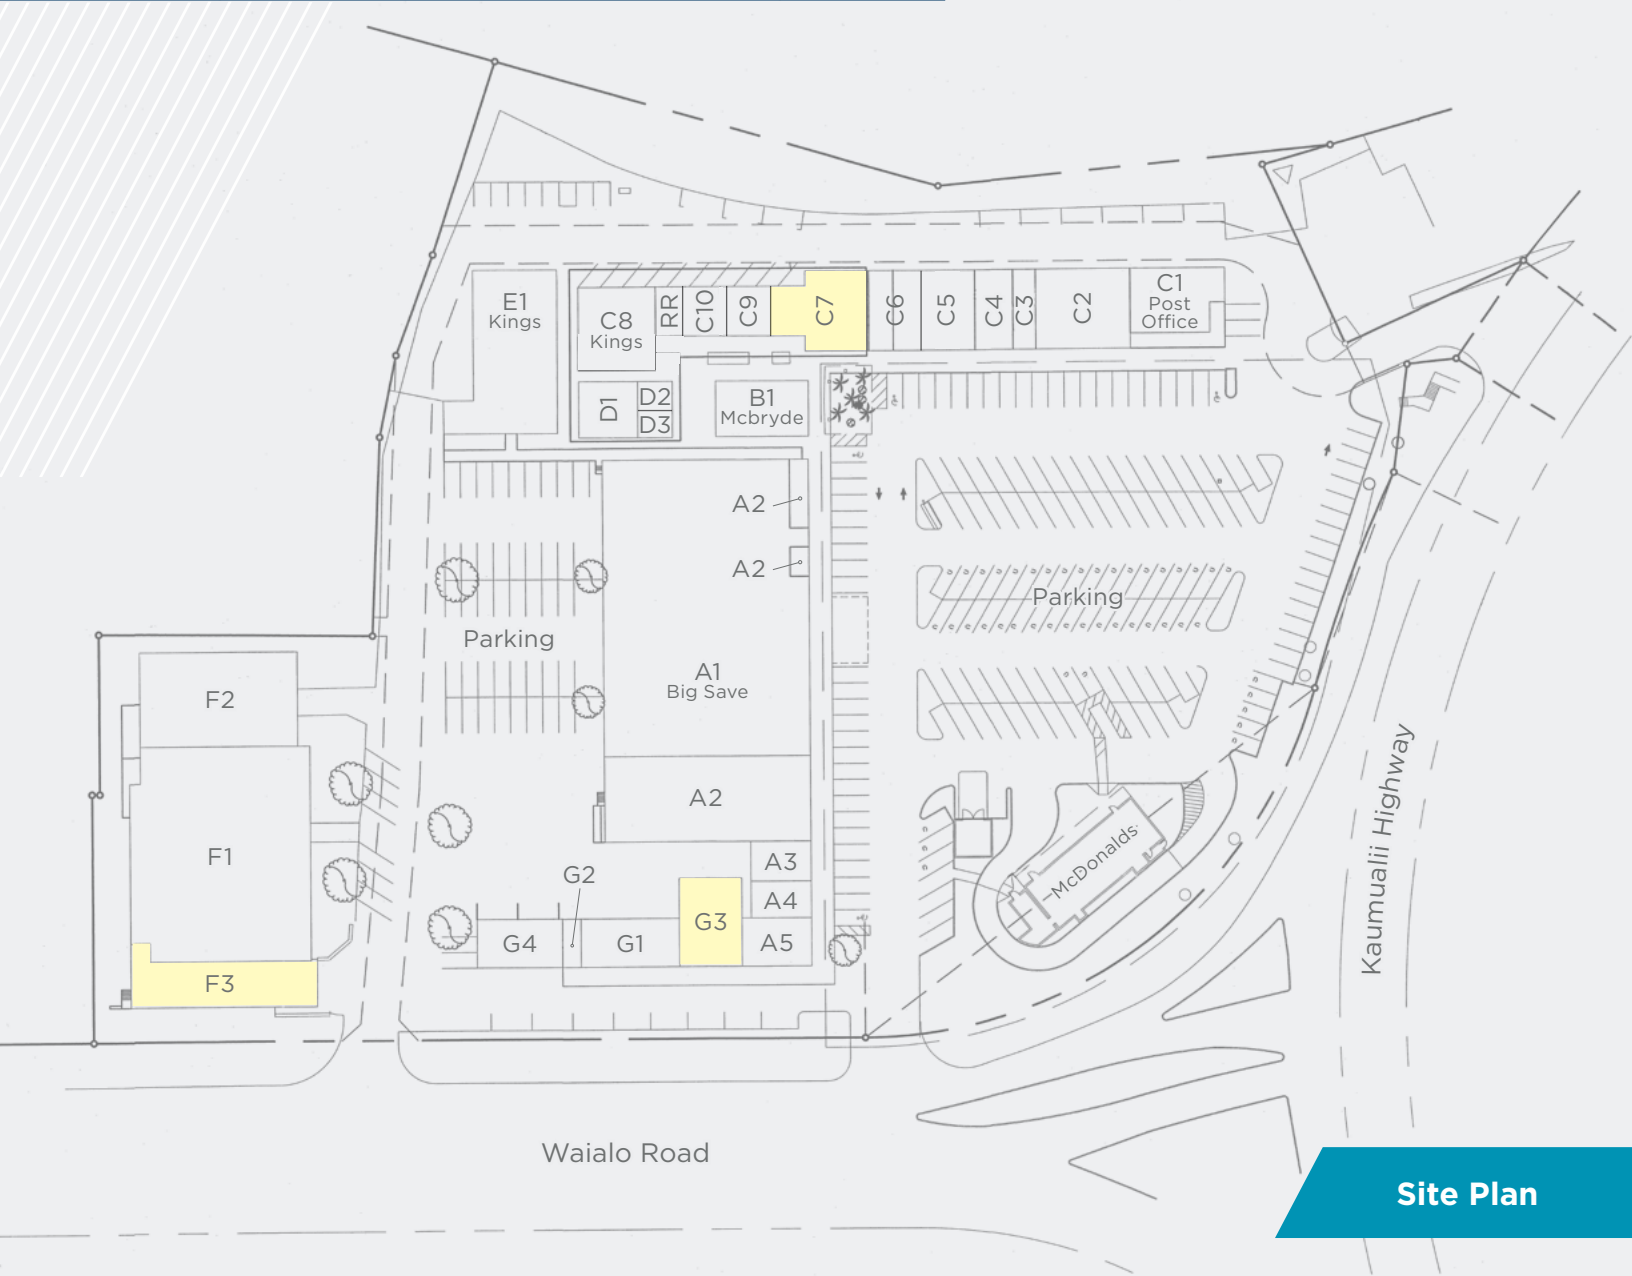 E1
Kings
C8
Kings
RR
C10
C9
C7
C6
C5
C4
C3
C2
C1
Post
Office
D1
D2
D3
B1
Mcbryde
A2
A2
Parking
Parking
A1
Big Save
F2
A2
F1
McDonalds
Kaumualii Highway
A3
G2
A4
G3
G4
G1
A5
F3
Waialo Road
Site Plan